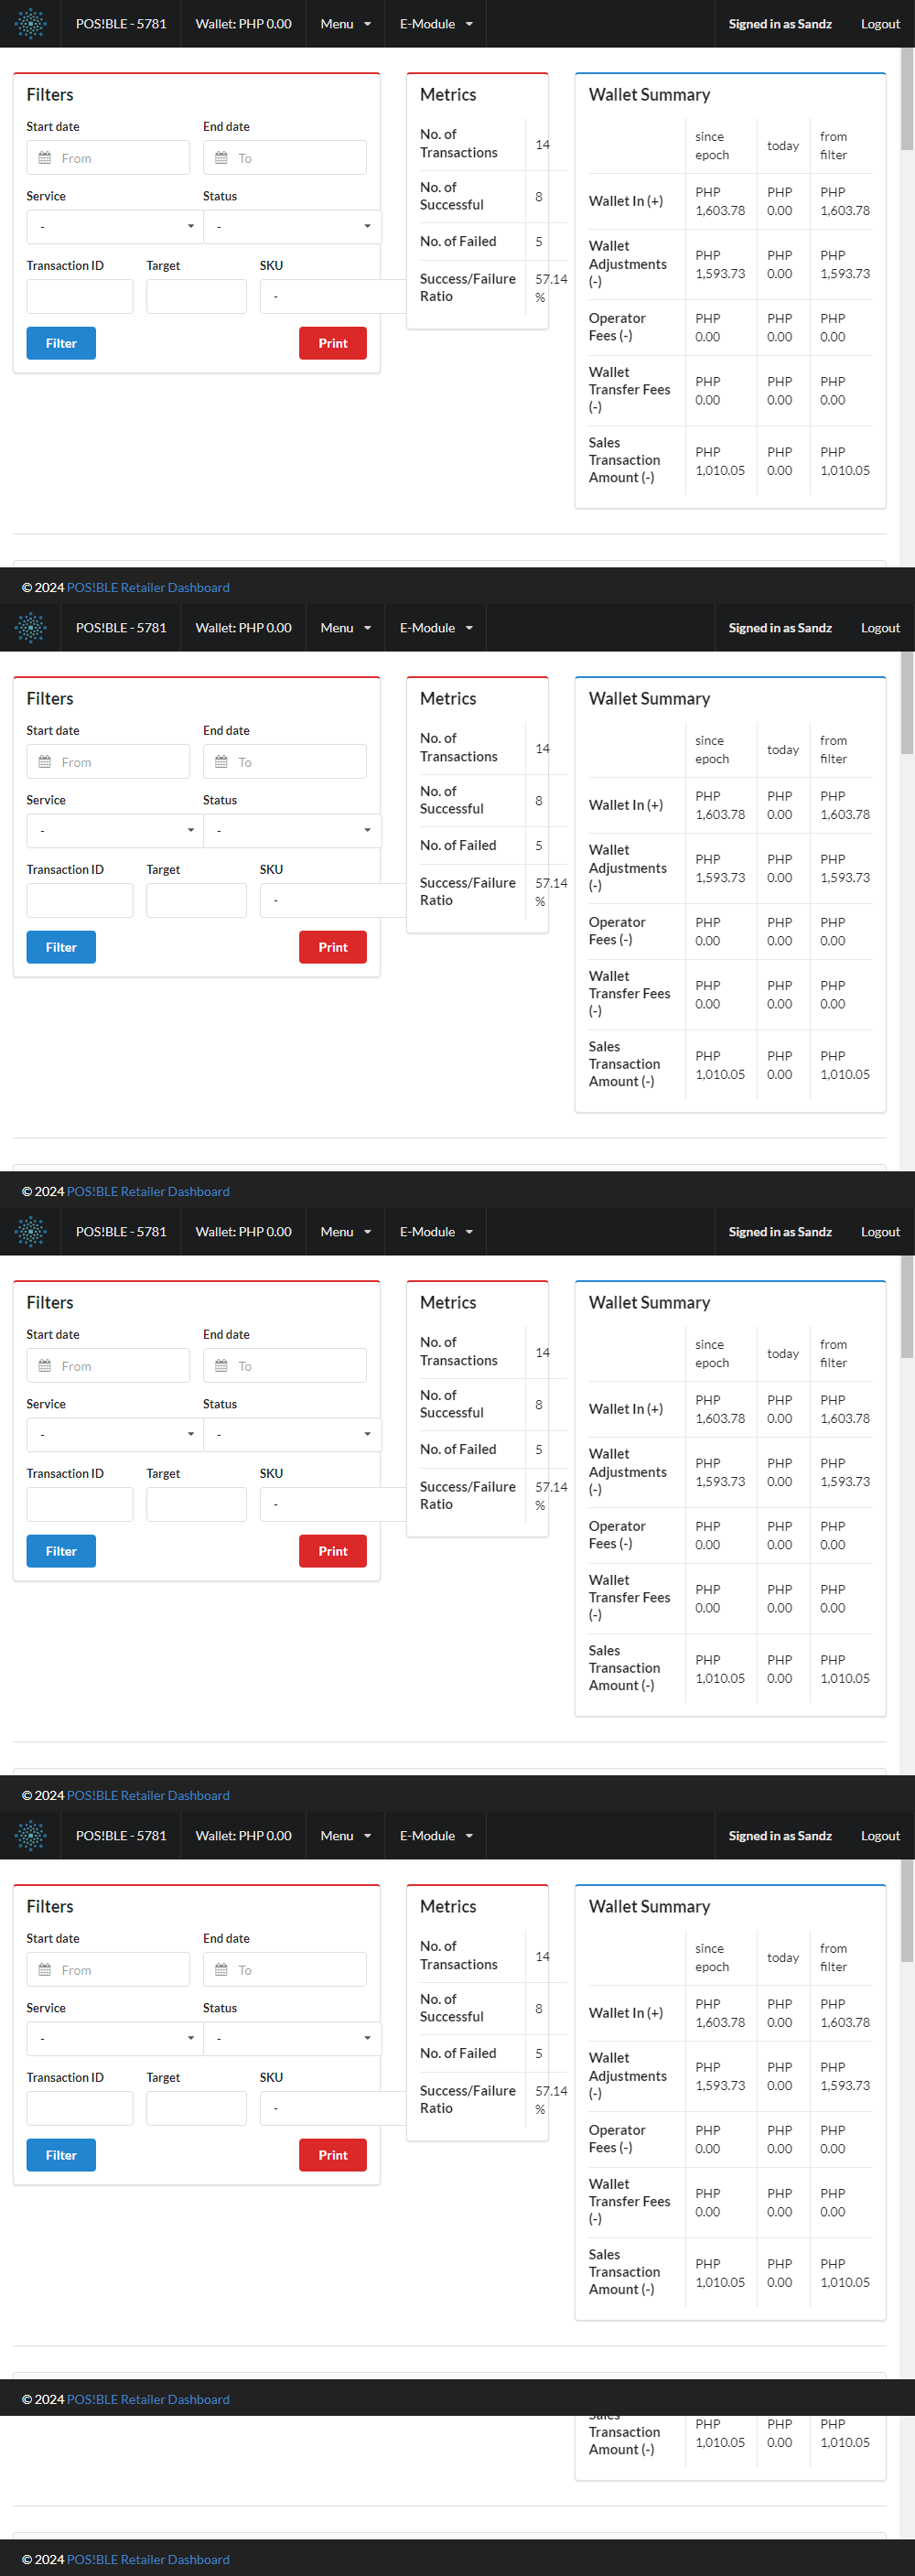 POS!BLE - 5781 Wallet: PHP 0.00 Menu E-Module Signed in as Sandz Logout
Filters
Start date End date
From To
Service Status
- -
Transaction ID Target SKU
-
Filter Print
Metrics
No. of
Transactions 14
No. of
Successful 8
No. of Failed 5
Success/Failure 57.14
Ratio %
Wallet Summary
since today from
epoch filter
Wallet In (+) PHP PHP PHP
1,603.78 0.00 1,603.78
Wallet
Adjustments PHP PHP PHP
(-) 1,593.73 0.00 1,593.73
Operator PHP PHP PHP
Fees (-) 0.00 0.00 0.00
Wallet PHP PHP PHP
Transfer Fees 0.00 0.00 0.00
(-)
Sales PHP PHP PHP
Transaction 1,010.05 0.00 1,010.05
Amount (-)
© 2024 POS!BLE Retailer Dashboard
POS!BLE - 5781 Wallet: PHP 0.00 Menu E-Module Signed in as Sandz Logout
Filters
Start date End date
From To
Service Status
- -
Transaction ID Target SKU
-
Filter Print
Metrics
No. of
Transactions 14
No. of
Successful 8
No. of Failed 5
Success/Failure 57.14
Ratio %
Wallet Summary
since today from
epoch filter
Wallet In (+) PHP PHP PHP
1,603.78 0.00 1,603.78
Wallet
Adjustments PHP PHP PHP
(-) 1,593.73 0.00 1,593.73
Operator PHP PHP PHP
Fees (-) 0.00 0.00 0.00
Wallet PHP PHP PHP
Transfer Fees 0.00 0.00 0.00
(-)
Sales PHP PHP PHP
Transaction 1,010.05 0.00 1,010.05
Amount (-)
© 2024 POS!BLE Retailer Dashboard
POS!BLE - 5781 Wallet: PHP 0.00 Menu E-Module Signed in as Sandz Logout
Filters
Start date End date
From To
Service Status
- -
Transaction ID Target SKU
-
Filter Print
Metrics
No. of
Transactions 14
No. of
Successful 8
No. of Failed 5
Success/Failure 57.14
Ratio %
Wallet Summary
since today from
epoch filter
Wallet In (+) PHP PHP PHP
1,603.78 0.00 1,603.78
Wallet
Adjustments PHP PHP PHP
(-) 1,593.73 0.00 1,593.73
Operator PHP PHP PHP
Fees (-) 0.00 0.00 0.00
Wallet PHP PHP PHP
Transfer Fees 0.00 0.00 0.00
(-)
Sales PHP PHP PHP
Transaction 1,010.05 0.00 1,010.05
Amount (-)
© 2024 POS!BLE Retailer Dashboard
POS!BLE - 5781 Wallet: PHP 0.00 Menu E-Module Signed in as Sandz Logout
Filters
Start date End date
From To
Service Status
- -
Transaction ID Target SKU
-
Filter Print
Metrics
No. of
Transactions 14
No. of
Successful 8
No. of Failed 5
Success/Failure 57.14
Ratio %
Wallet Summary
since today from
epoch filter
Wallet In (+) PHP PHP PHP
1,603.78 0.00 1,603.78
Wallet
Adjustments PHP PHP PHP
(-) 1,593.73 0.00 1,593.73
Operator PHP PHP PHP
Fees (-) 0.00 0.00 0.00
Wallet PHP PHP PHP
Transfer Fees 0.00 0.00 0.00
(-)
Sales PHP PHP PHP
Transaction 1,010.05 0.00 1,010.05
Amount (-)
© 2024 POS!BLE Retailer Dashboard
Sales PHP PHP PHP
Transaction 1,010.05 0.00 1,010.05
Amount (-)
© 2024 POS!BLE Retailer Dashboard